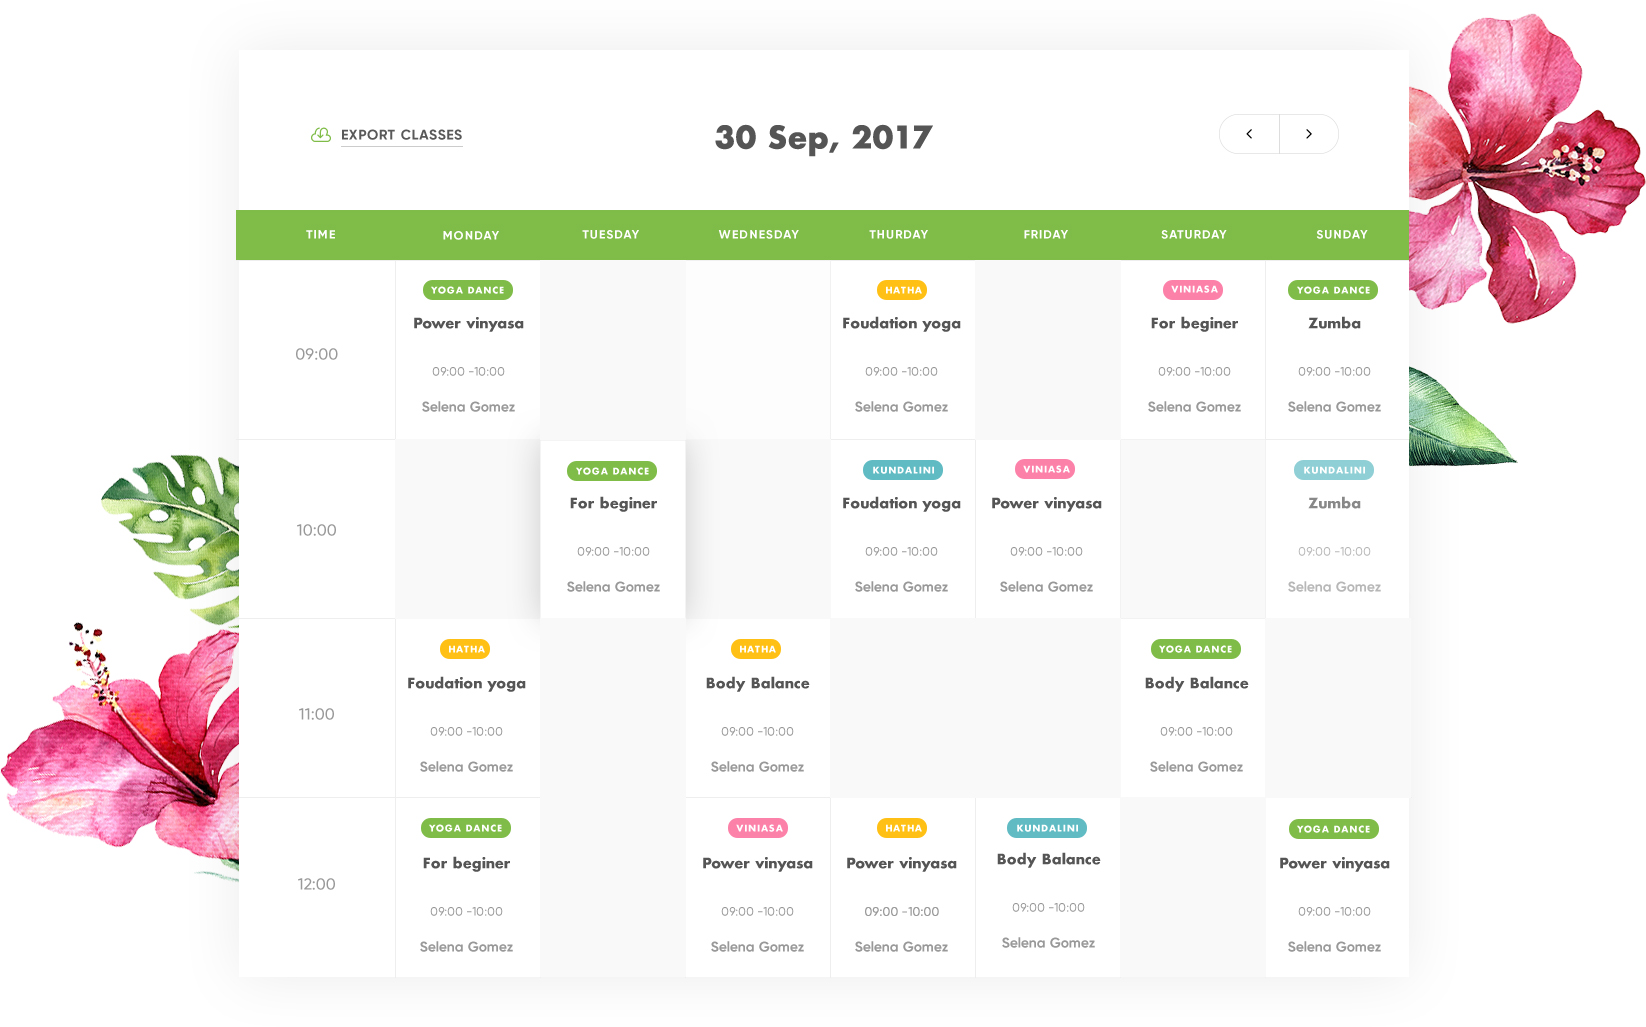 EXPORT CLASSES
30 Sep, 2017
TIME MONDAY TUESDAY WEDNESDAY THURDAY FRIDAY SATURDAY SUNDAY
YOGA DANCE HATHA VINIASA YOGA DANCE
Power vinyasa Foudation yoga For beginer Zumba
09:00
09:00 -10:00 09:00 -10:00 09:00 -10:00 09:00 -10:00
Selena Gomez Selena Gomez Selena Gomez Selena Gomez
YOGA DANCE KUNDALINI VINIASA KUNDALINI
For beginer Foudation yoga Power vinyasa Zumba
10:00
09:00 -10:00 09:00 -10:00 09:00 -10:00 09:00 -10:00
Selena Gomez Selena Gomez Selena Gomez Selena Gomez
HATHA HATHA YOGA DANCE
Foudation yoga Body Balance Body Balance
11:00
09:00 -10:00 09:00 -10:00 09:00 -10:00
Selena Gomez Selena Gomez Selena Gomez
YOGA DANCE VINIASA HATHA KUNDALINI YOGA DANCE
For beginer Power vinyasa Power vinyasa Body Balance Power vinyasa
12:00
09:00 -10:00 09:00 -10:00 09:00 -10:00 09:00 -10:00 09:00 -10:00
Selena Gomez Selena Gomez Selena Gomez Selena Gomez Selena Gomez